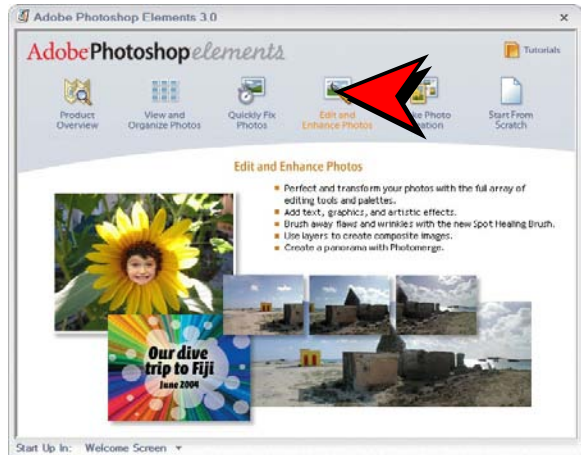 Adobe Photoshop Elements 3.0
Adobe Photoshop elements
Tutorials
Product
Overview
View and
Organize Photos
Quickly Fix
Photos
Edit and
Enhance Photos
Photo
Start From
Scratch
Edit and Enhance Photos
Perfect and transform your photos with the full array of
editing tools and palettes.
Add text, graphics, and artistic effects.
Brush away flaws and wrinkles with the new Spot Healing Brush.
Use layers to create composite images.
Create a panorama with Photomerge.
Our dive
trip to Fiji
June 2004
Start Up In: Welcome Screen